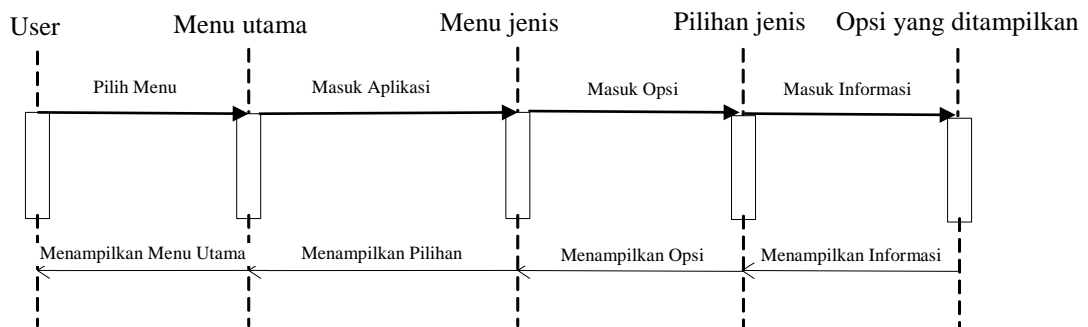 User
Menu utama
Menu jenis
Pilihan jenis
Opsi yang ditampilkan
Pilih Menu
Masuk Aplikasi
Masuk Opsi
Masuk Informasi
Menampilkan Menu Utama
Menampilkan Pilihan
Menampilkan Opsi
Menampilkan Informasi